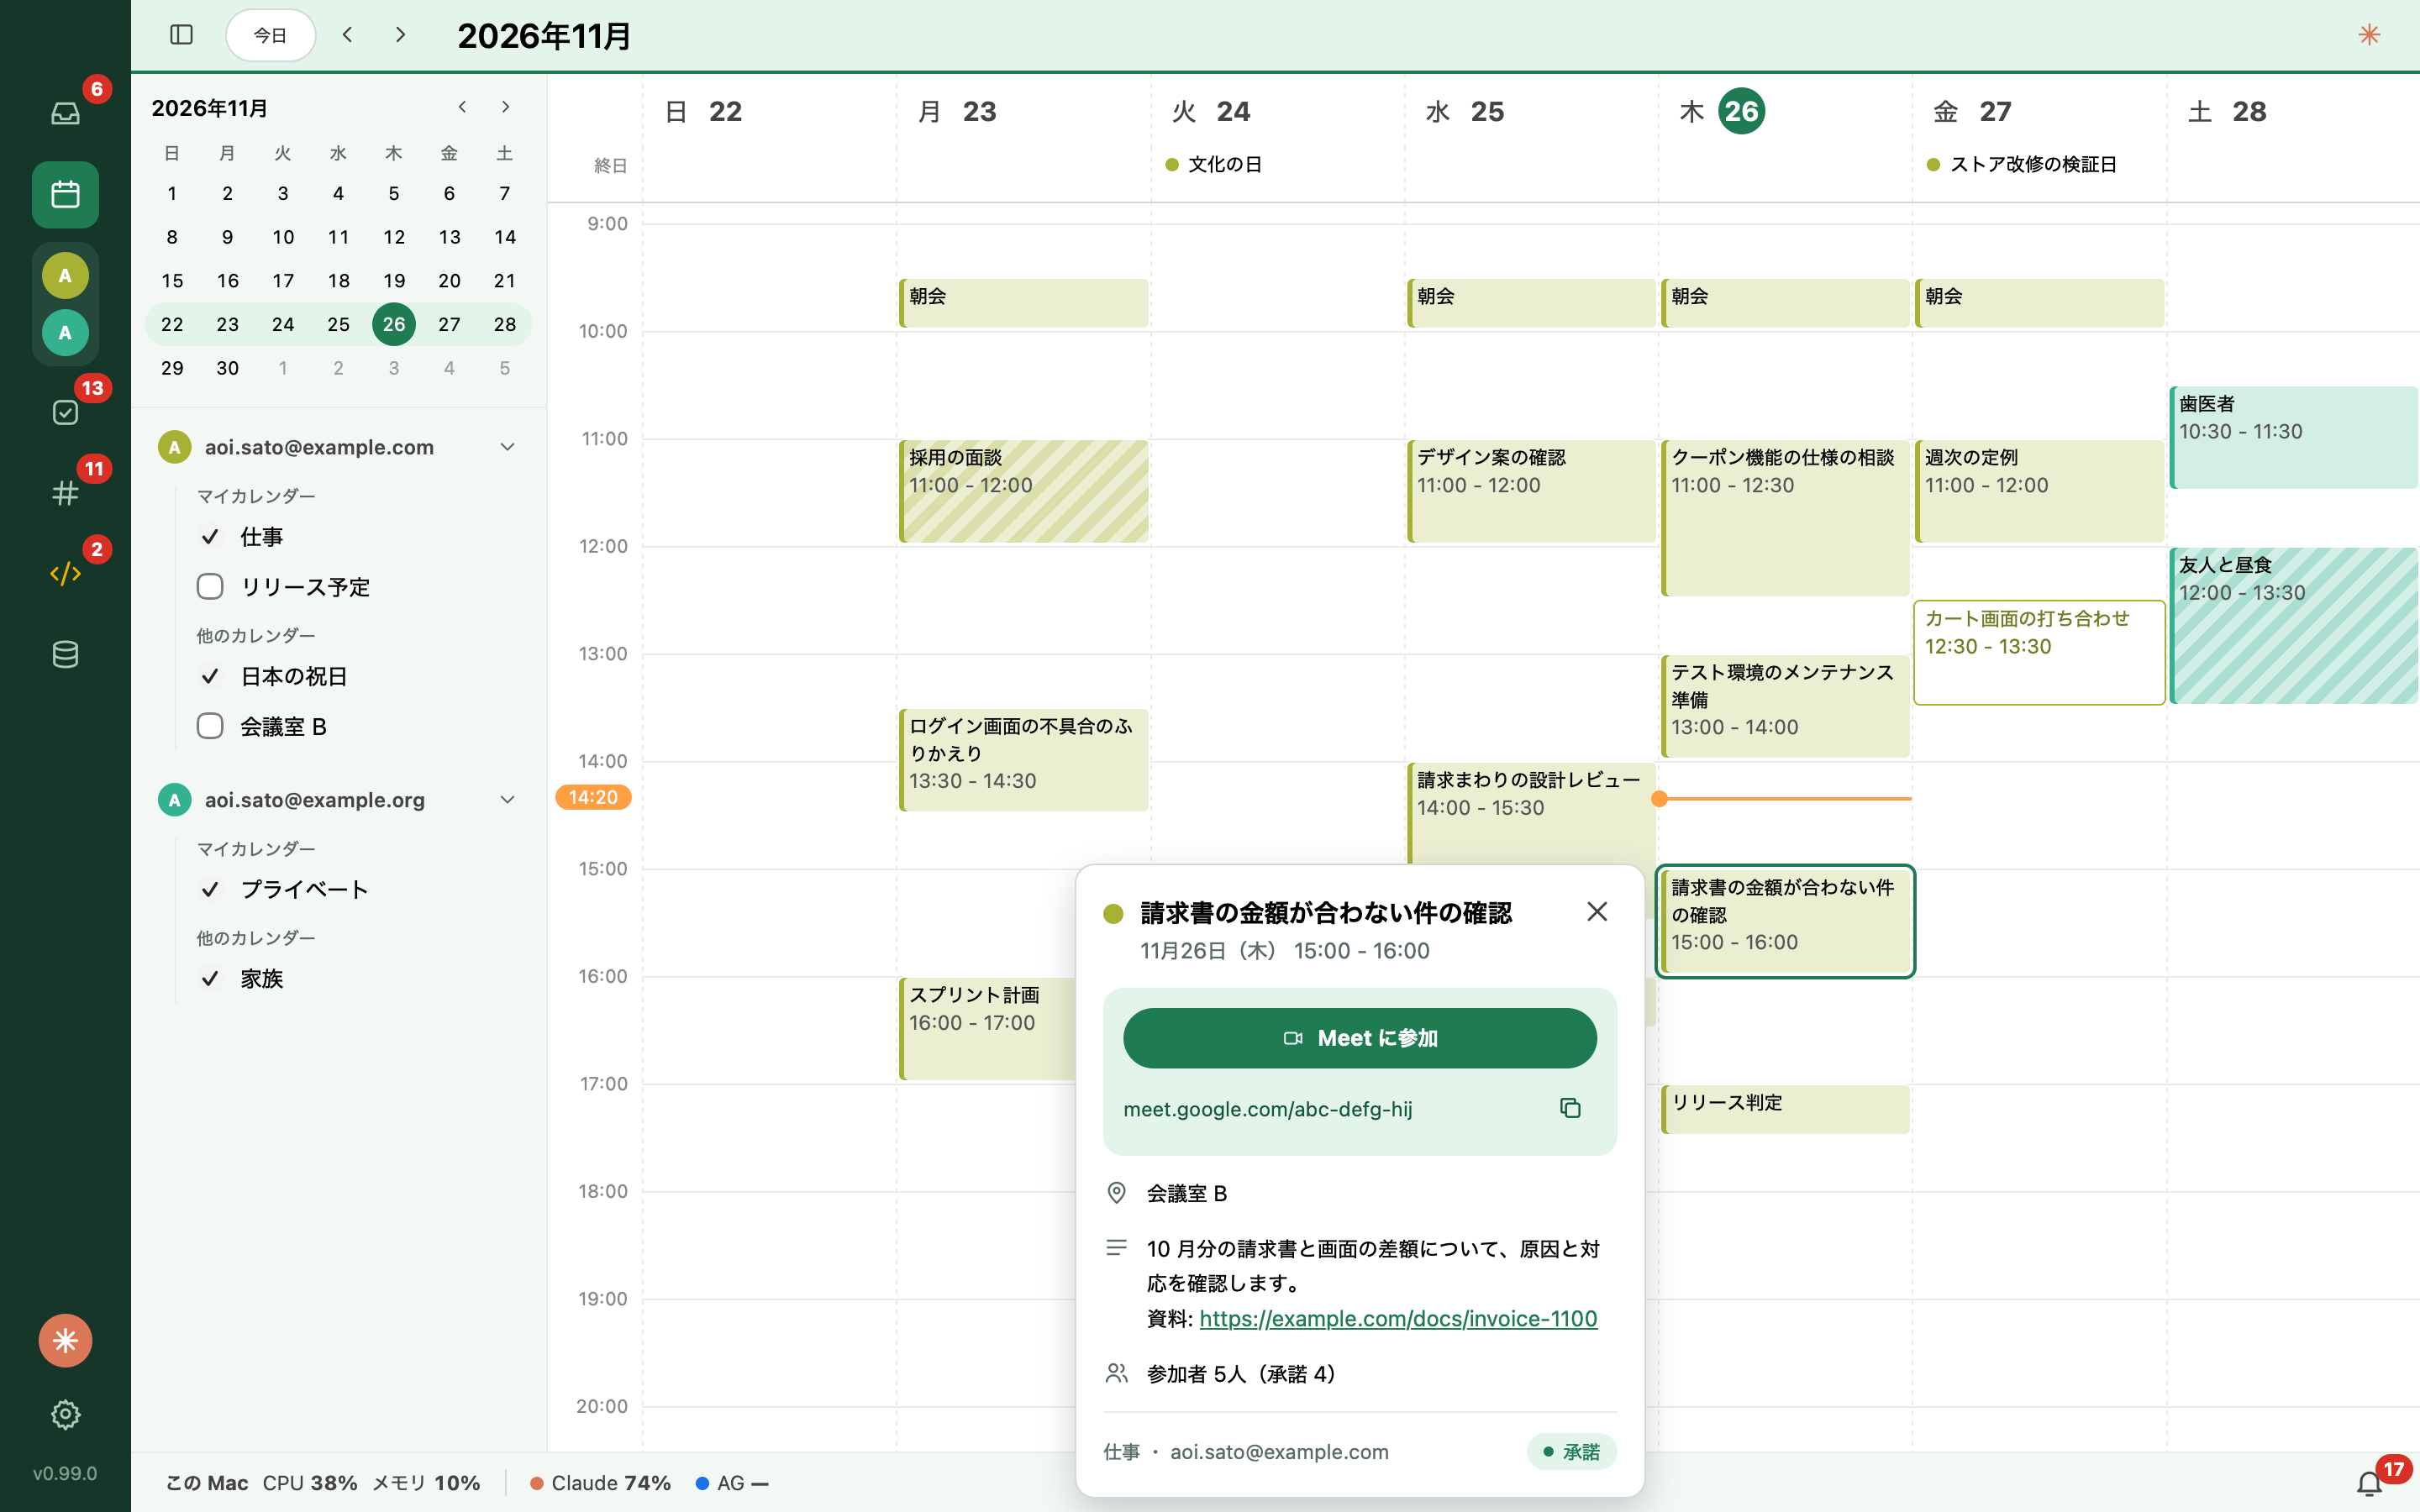 今日
2026年11月
6
A
A
13
11
2
v0.99.0
2026年11月
日 月 火 水 木 金 土
1 2 3 4 5 6 7
8 9 10 11 12 13 14
15 16 17 18 19 20 21
22 23 24 25 26 27 28
29 30 1 2 3 4 5
A aoi.sato@example.com
マイカレンダー
仕事
リリース予定
他のカレンダー
日本の祝日
会議室 B
A aoi.sato@example.org
マイカレンダー
プライベート
他のカレンダー
家族
日 22
月 23
火 24
水 25
木 26
金 27
土 28
終日
文化の日
ストア改修の検証日
9:00
10:00
11:00
12:00
13:00
14:00
14:20
15:00
16:00
17:00
18:00
19:00
20:00
朝会
採用の面談
11:00 - 12:00
ログイン画面の不具合のふ
りかえり
13:30 - 14:30
スプリント計画
16:00 - 17:00
朝会
デザイン案の確認
11:00 - 12:00
請求まわりの設計レビュー
14:00 - 15:30
朝会
クーポン機能の仕様の相談
11:00 - 12:30
テスト環境のメンテナンス
準備
13:00 - 14:00
請求書の金額が合わない件
の確認
15:00 - 16:00
リリース判定
朝会
週次の定例
11:00 - 12:00
カート画面の打ち合わせ
12:30 - 13:30
歯医者
10:30 - 11:30
友人と昼食
12:00 - 13:30
請求書の金額が合わない件の確認
11月26日（木） 15:00 - 16:00
Meet に参加
meet.google.com/abc-defg-hij
会議室 B
10 月分の請求書と画面の差額について、原因と対
応を確認します。
資料: https://example.com/docs/invoice-1100
参加者 5人（承諾 4）
仕事 · aoi.sato@example.com
承諾
この Mac CPU 38% メモリ 10% Claude 74% AG —
17